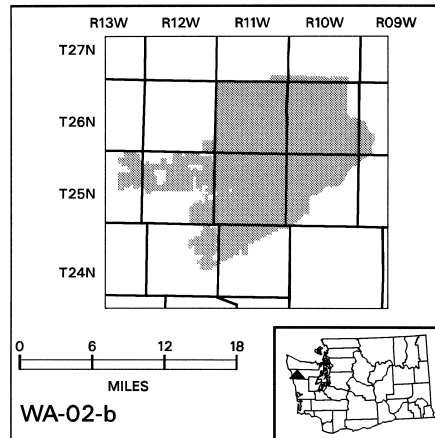 R13W R12W R11W R10W R09W
T27N
T26N
T25N
T24N
0 6 12 18
MILES
WA-02-b